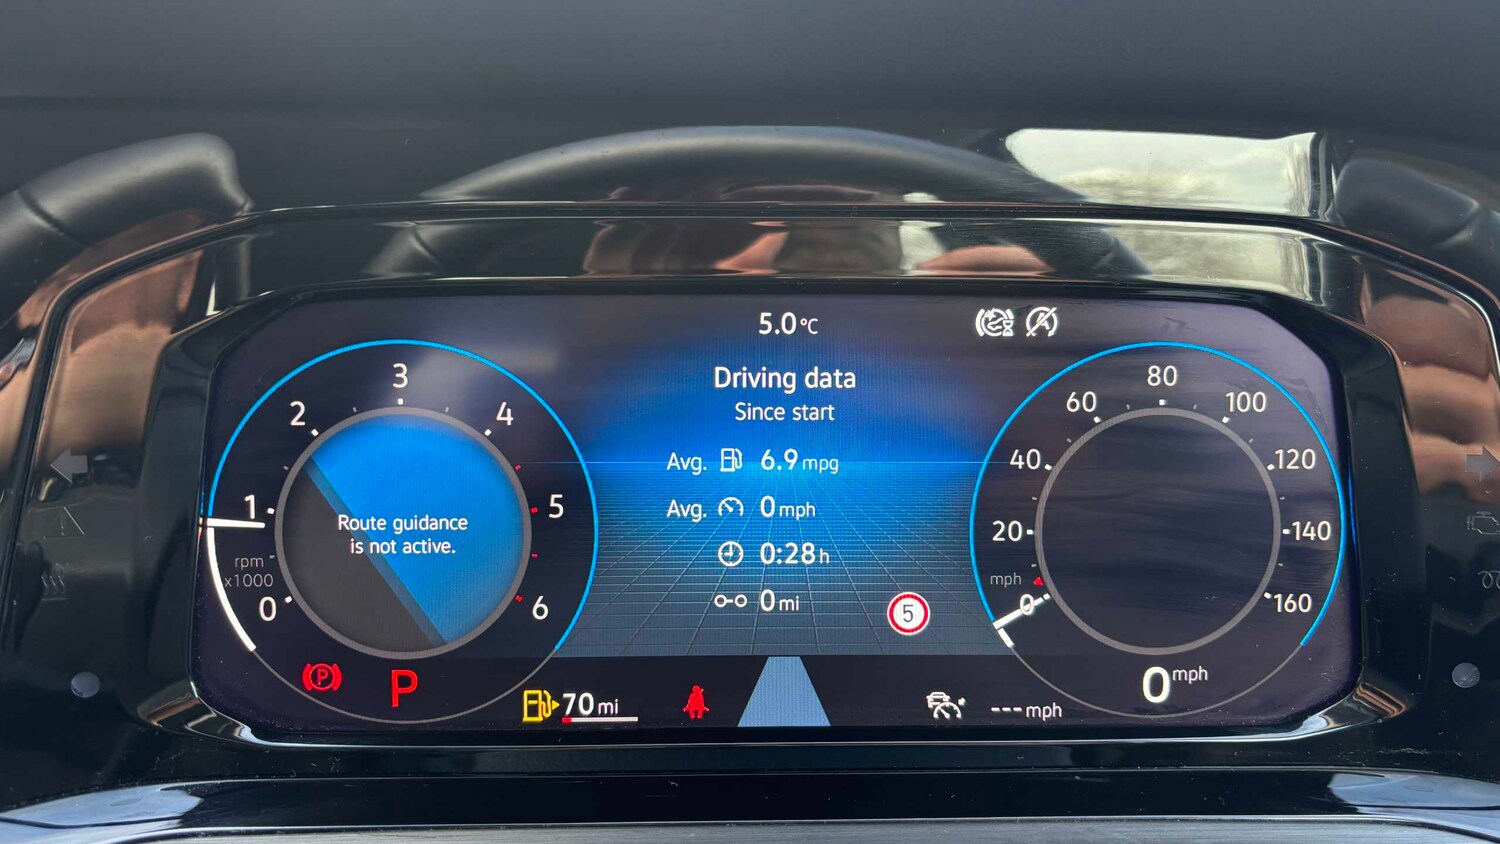 5.0°C
Driving data
Since start
Avg. 6.9 mpg
Avg. 0 mph
0:28 h
0 mi
5
0
1
2
3
4
5
6
rpm
x1000
Route guidance
is not active.
0
20
40
60
80
100
120
140
160
mph
0 mph
P
P
70 mi
--- mph
A